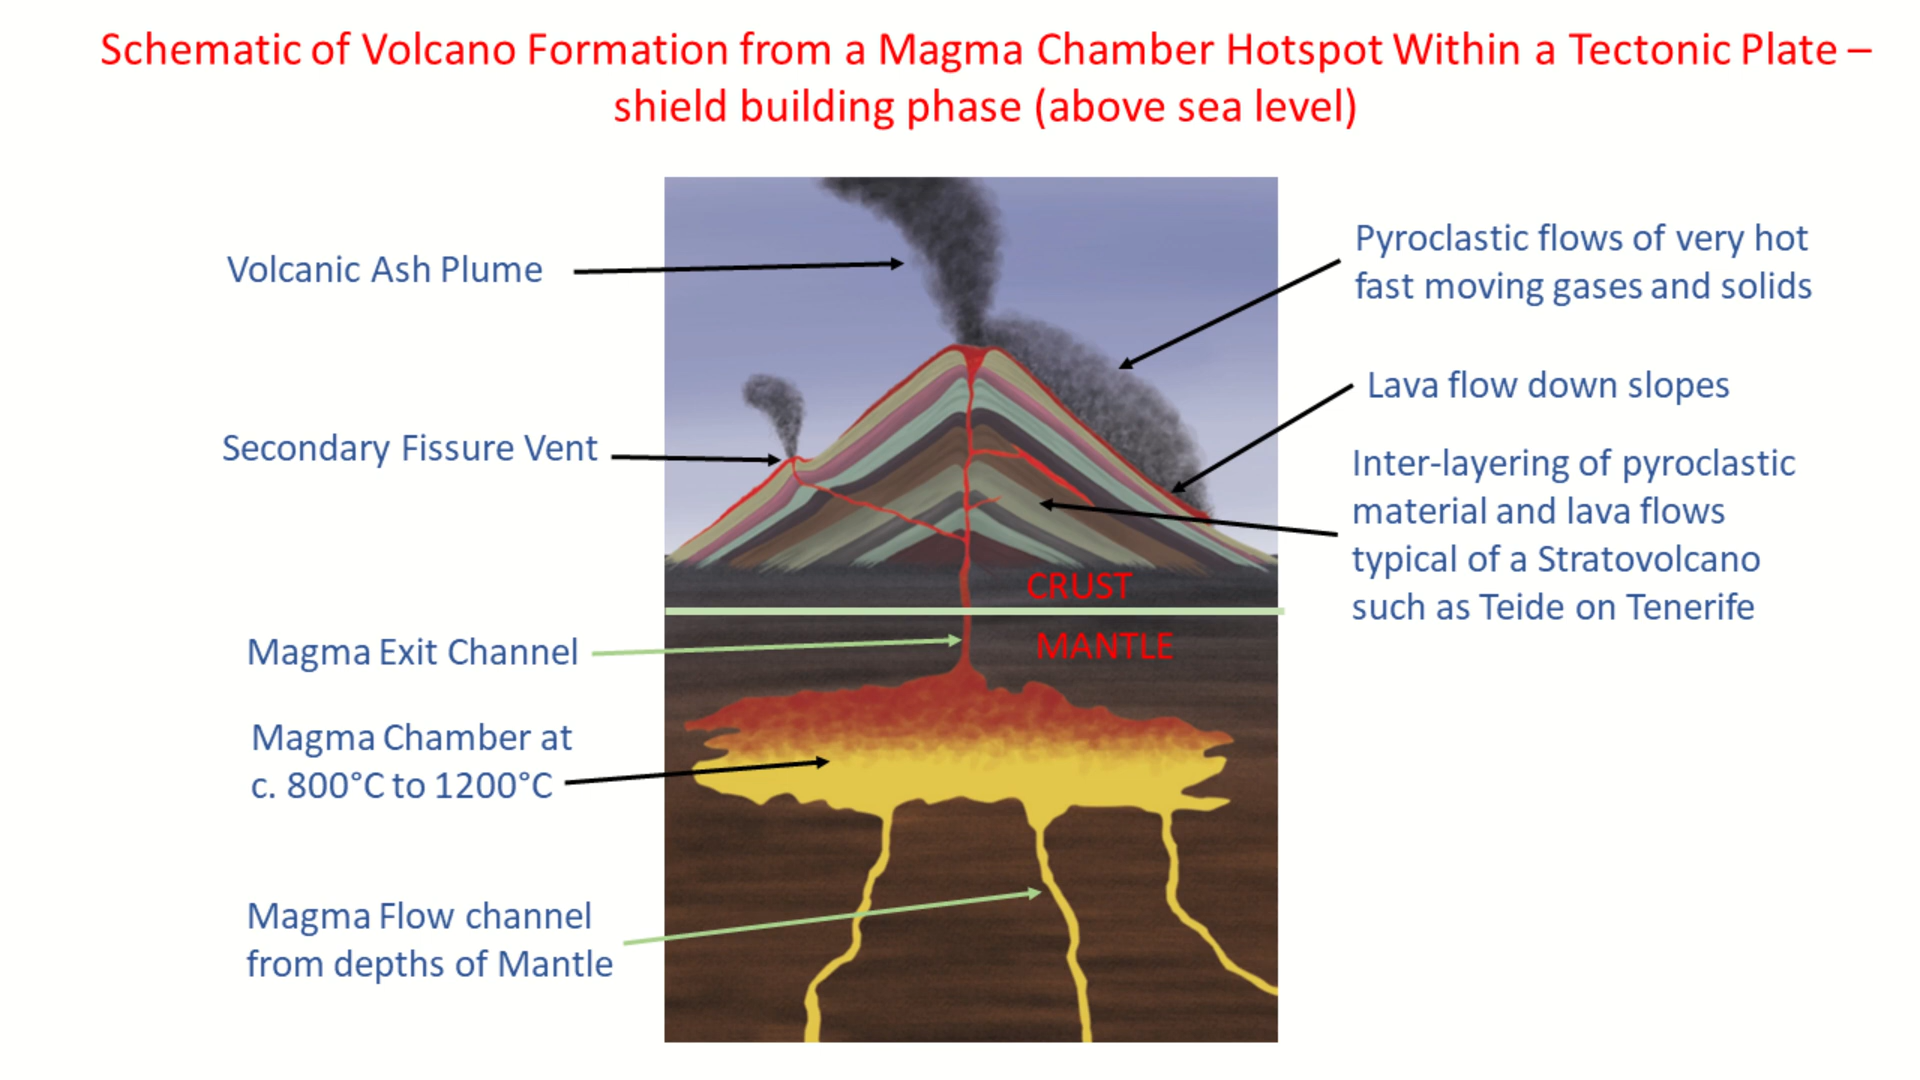 Schematic of Volcano Formation from a Magma Chamber Hotspot Within a Tectonic Plate –
shield building phase (above sea level)
Volcanic Ash Plume
Secondary Fissure Vent
Magma Exit Channel
Magma Chamber at
c. 800°C to 1200°C
Magma Flow channel
from depths of Mantle
CRUST
MANTLE
Pyroclastic flows of very hot
fast moving gases and solids
Lava flow down slopes
Inter-layering of pyroclastic
material and lava flows
typical of a Stratovolcano
such as Teide on Tenerife